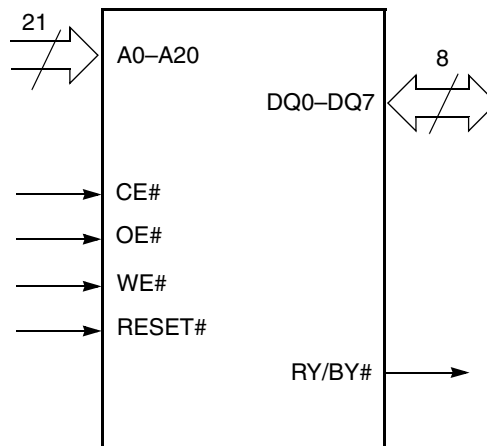 21
A0–A20
8
DQ0–DQ7
CE#
OE#
WE#
RESET#
RY/BY#